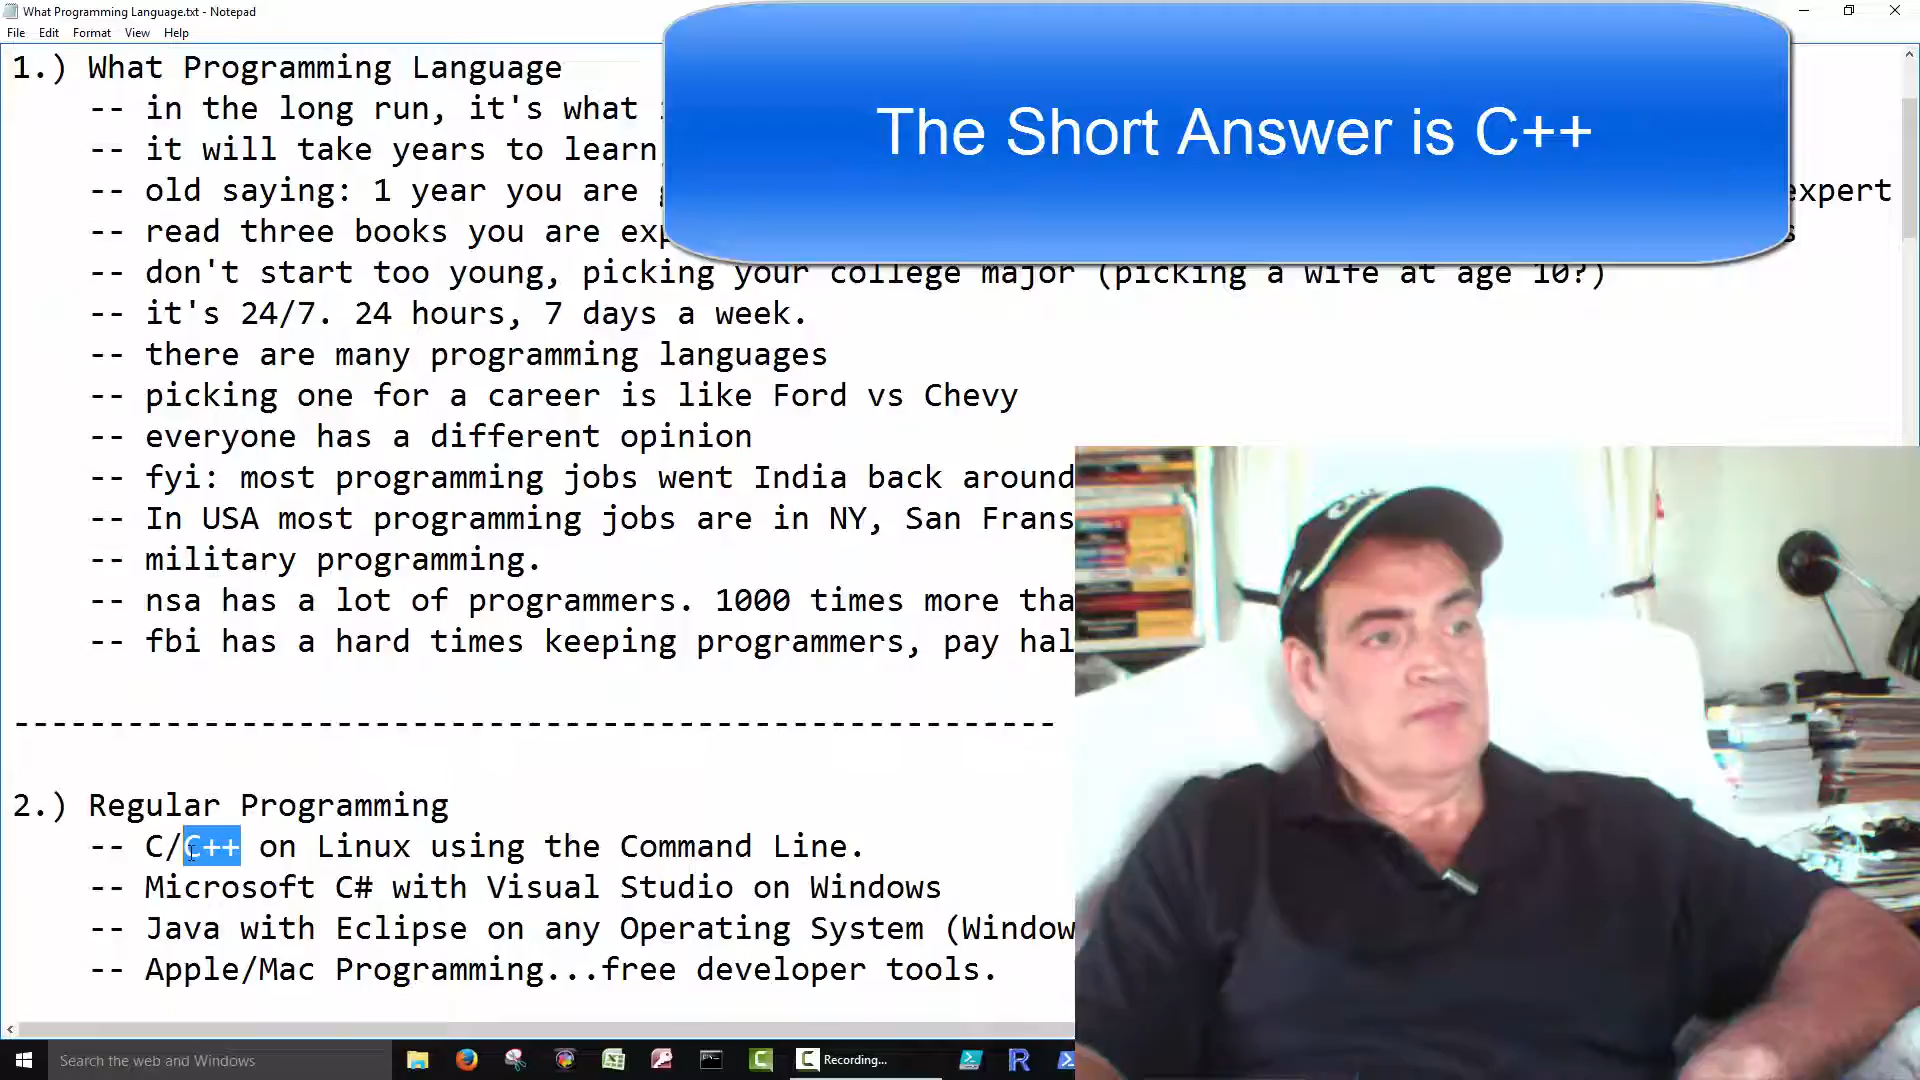 What Programming Language.txt - Notepad
File Edit Format View Help
1.) What Programming Language
The Short Answer is C++
-- in the long run, it's what
-- it will take years to learn,
-- old saying: 1 year you are expert
-- read three books you are
-- don't start too young, picking your college major (picking a wife at age 10?)
-- it's 24/7. 24 hours, 7 days a week.
-- there are many programming languages
-- picking one for a career is like Ford vs Chevy
-- everyone has a different opinion
-- fyi: most programming jobs went India back around
-- In USA most programming jobs are in NY, San Frans
-- military programming.
-- nsa has a lot of programmers. 1000 times more tha
-- fbi has a hard times keeping programmers, pay hal
-------------------------------------------------------
2.) Regular Programming
-- C/C++ on Linux using the Command Line.
-- Microsoft C# with Visual Studio on Windows
-- Java with Eclipse on any Operating System (Window
-- Apple/Mac Programming...free developer tools.
Search the web and Windows
Recording...